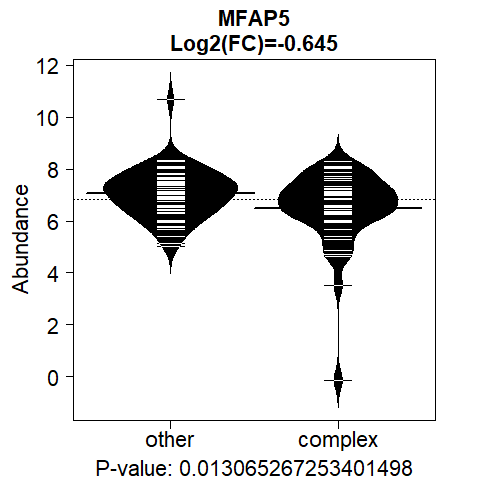 MFAP5
Log2(FC)=-0.645
12
10
8
6
4
2
0
Abundance
other complex
P-value: 0.013065267253401498